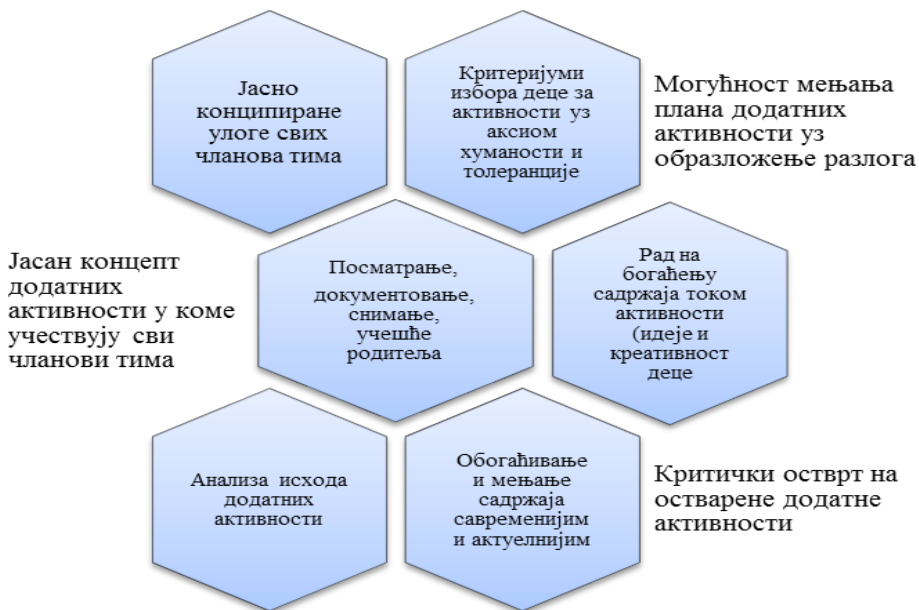 Јасно
конципиране
улоге свих
чланова тима
Критеријуми
избора деце за
активности уз
аксиом
хуманости и
толеранције
Могућност мењања
плана додатних
активности уз
образложење разлога
Јасан концепт
додатних
активности у коме
учествују сви
чланови тима
Посматрање,
документовање,
снимање,
учешће
родитеља
Рад на
богаћењу
садржаја током
активности
(идеје и
креативност
деце
Анализа исхода
додатних
активности
Обогаћивање
и мењање
садржаја
савременијим
и актуелнијим
Критички остврт на
остварене додатне
активности